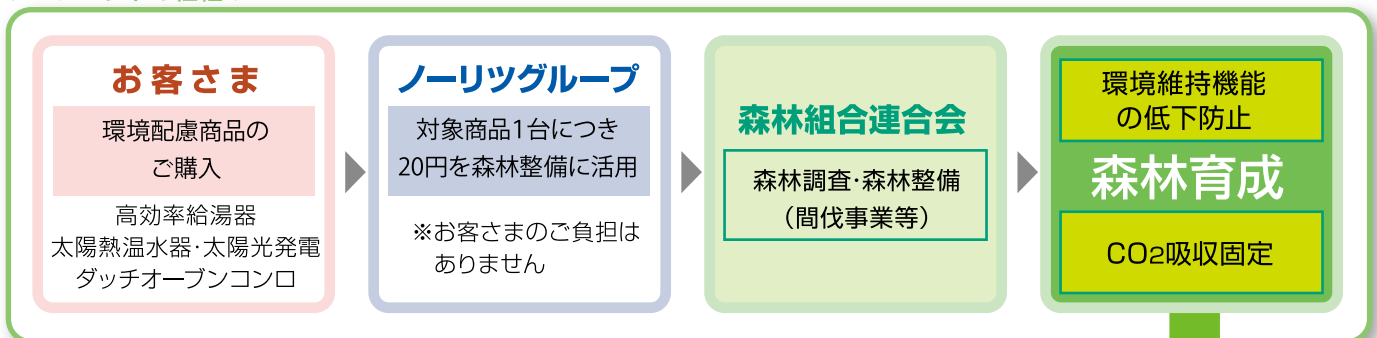 お客さま
環境配慮商品の
ご購入
高効率給湯器
太陽熱温水器・太陽光発電
ダッチオーブンコンロ
ノーリツグループ
対象商品1台につき
20円を森林整備に活用
※お客さまのご負担は
ありません
森林組合連合会
森林調査・森林整備
（間伐事業等）
環境維持機能
の低下防止
森林育成
CO2吸収固定